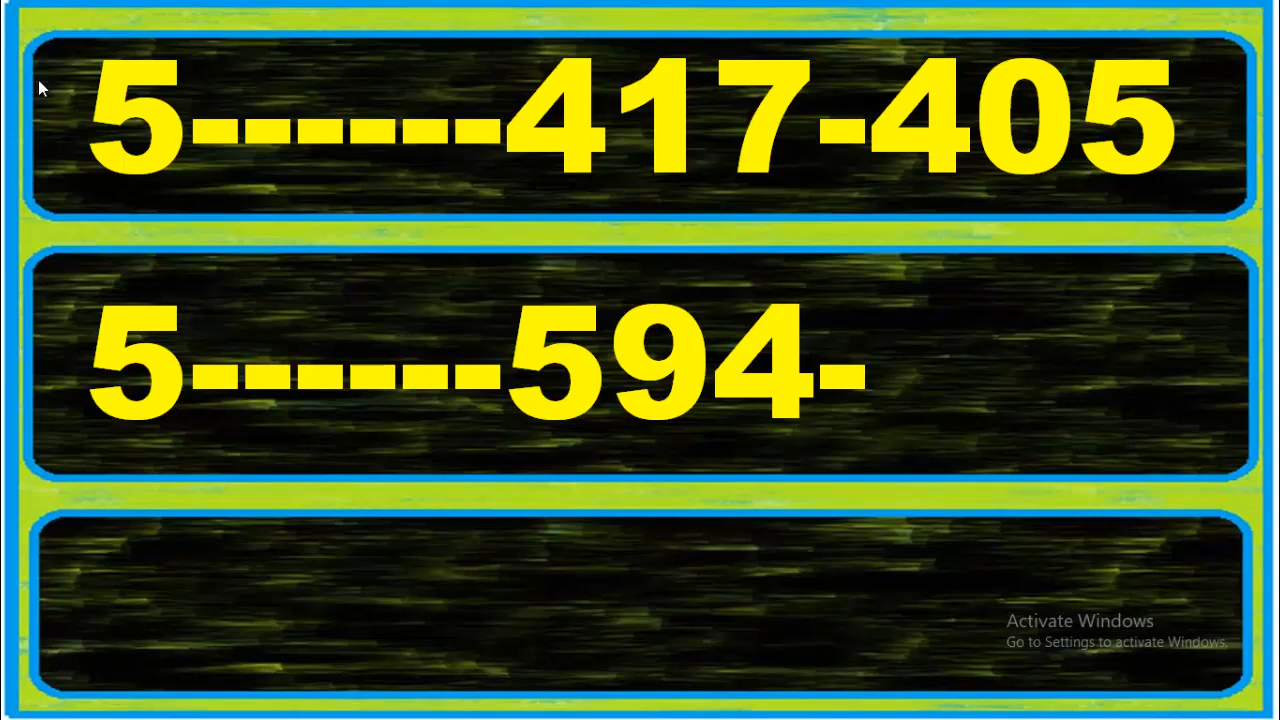 5------417-405
5------594-
Activate Windows
Go to Settings to activate Windows.